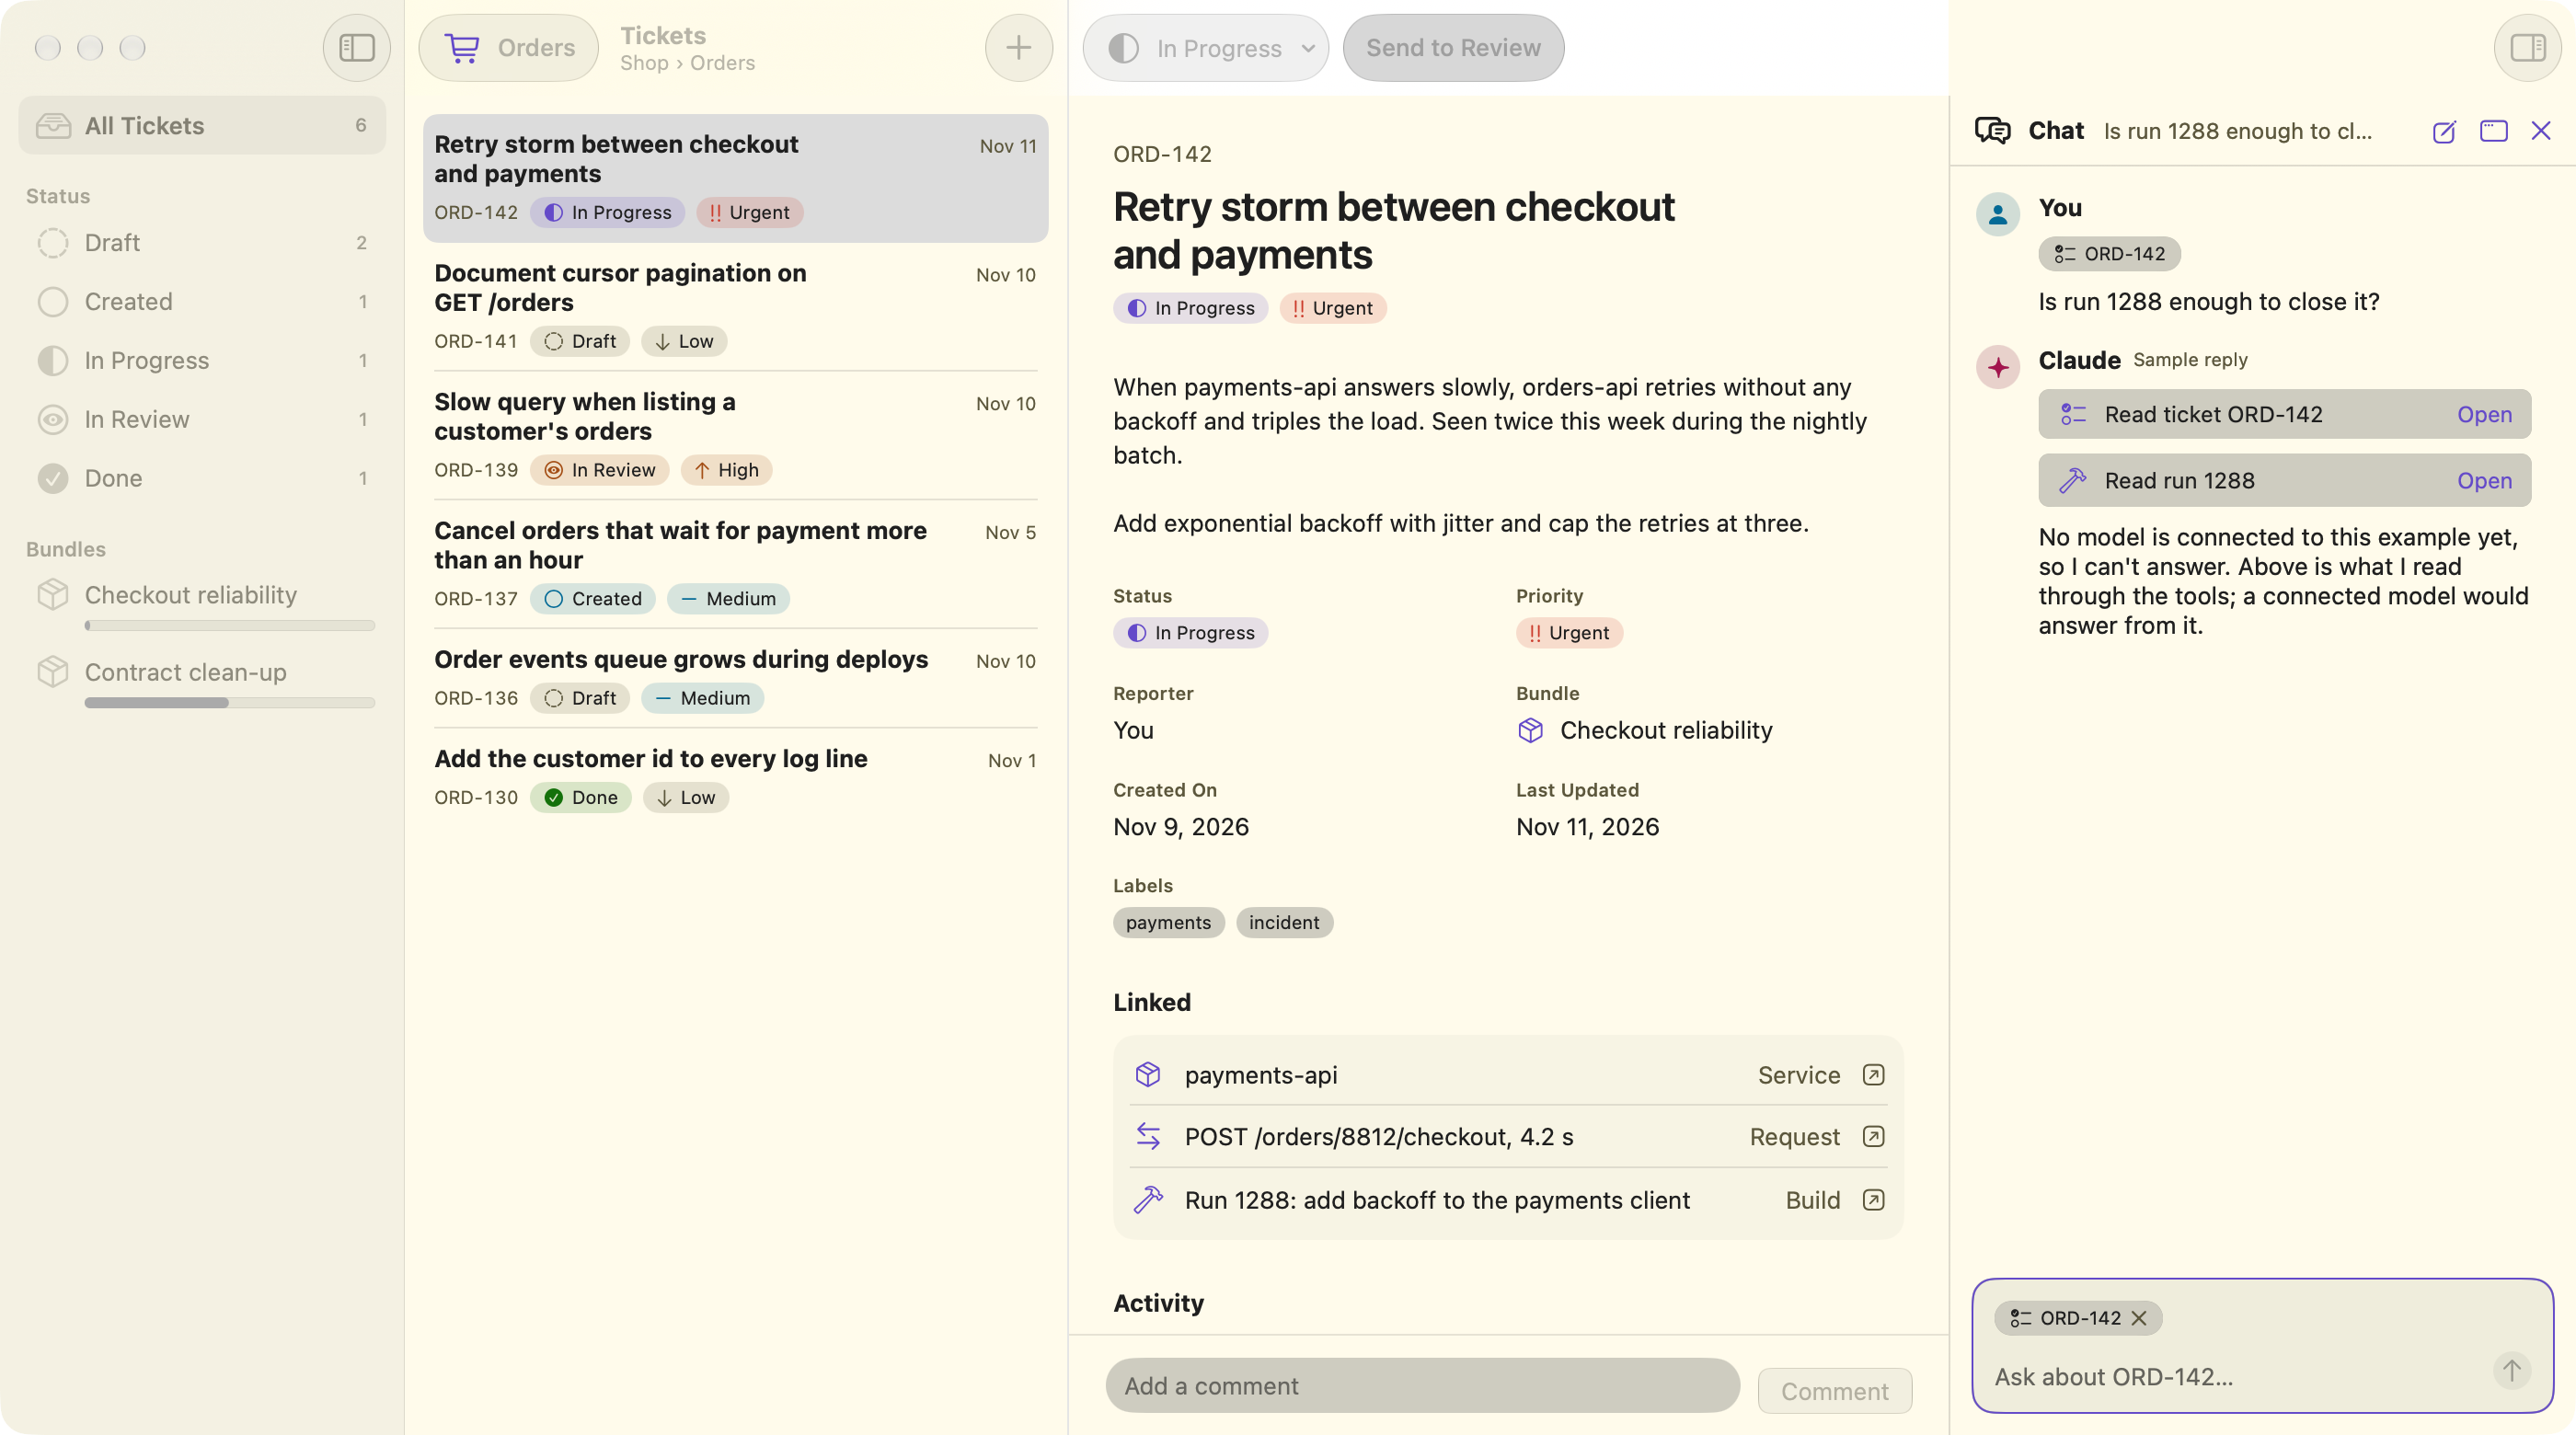 All Tickets 6
Status
Draft 2
Created 1
In Progress 1
In Review 1
Done 1
Bundles
Checkout reliability
Contract clean-up
Orders
Tickets
Shop › Orders
Retry storm between checkout
and payments
Nov 11
ORD-142 In Progress !! Urgent
Document cursor pagination on
GET /orders
Nov 10
ORD-141 Draft Low
Slow query when listing a
customer's orders
Nov 10
ORD-139 In Review High
Cancel orders that wait for payment more
than an hour
Nov 5
ORD-137 Created Medium
Order events queue grows during deploys
Nov 10
ORD-136 Draft Medium
Add the customer id to every log line
Nov 1
ORD-130 Done Low
In Progress
Send to Review
ORD-142
Retry storm between checkout
and payments
In Progress !! Urgent
When payments-api answers slowly, orders-api retries without any
backoff and triples the load. Seen twice this week during the nightly
batch.
Add exponential backoff with jitter and cap the retries at three.
Status
In Progress
Priority
!! Urgent
Reporter
You
Bundle
Checkout reliability
Created On
Nov 9, 2026
Last Updated
Nov 11, 2026
Labels
payments incident
Linked
payments-api Service
POST /orders/8812/checkout, 4.2 s Request
Run 1288: add backoff to the payments client Build
Activity
Add a comment
Comment
Chat Is run 1288 enough to cl...
You
ORD-142
Is run 1288 enough to close it?
Claude Sample reply
Read ticket ORD-142 Open
Read run 1288 Open
No model is connected to this example yet,
so I can't answer. Above is what I read
through the tools; a connected model would
answer from it.
ORD-142
Ask about ORD-142...